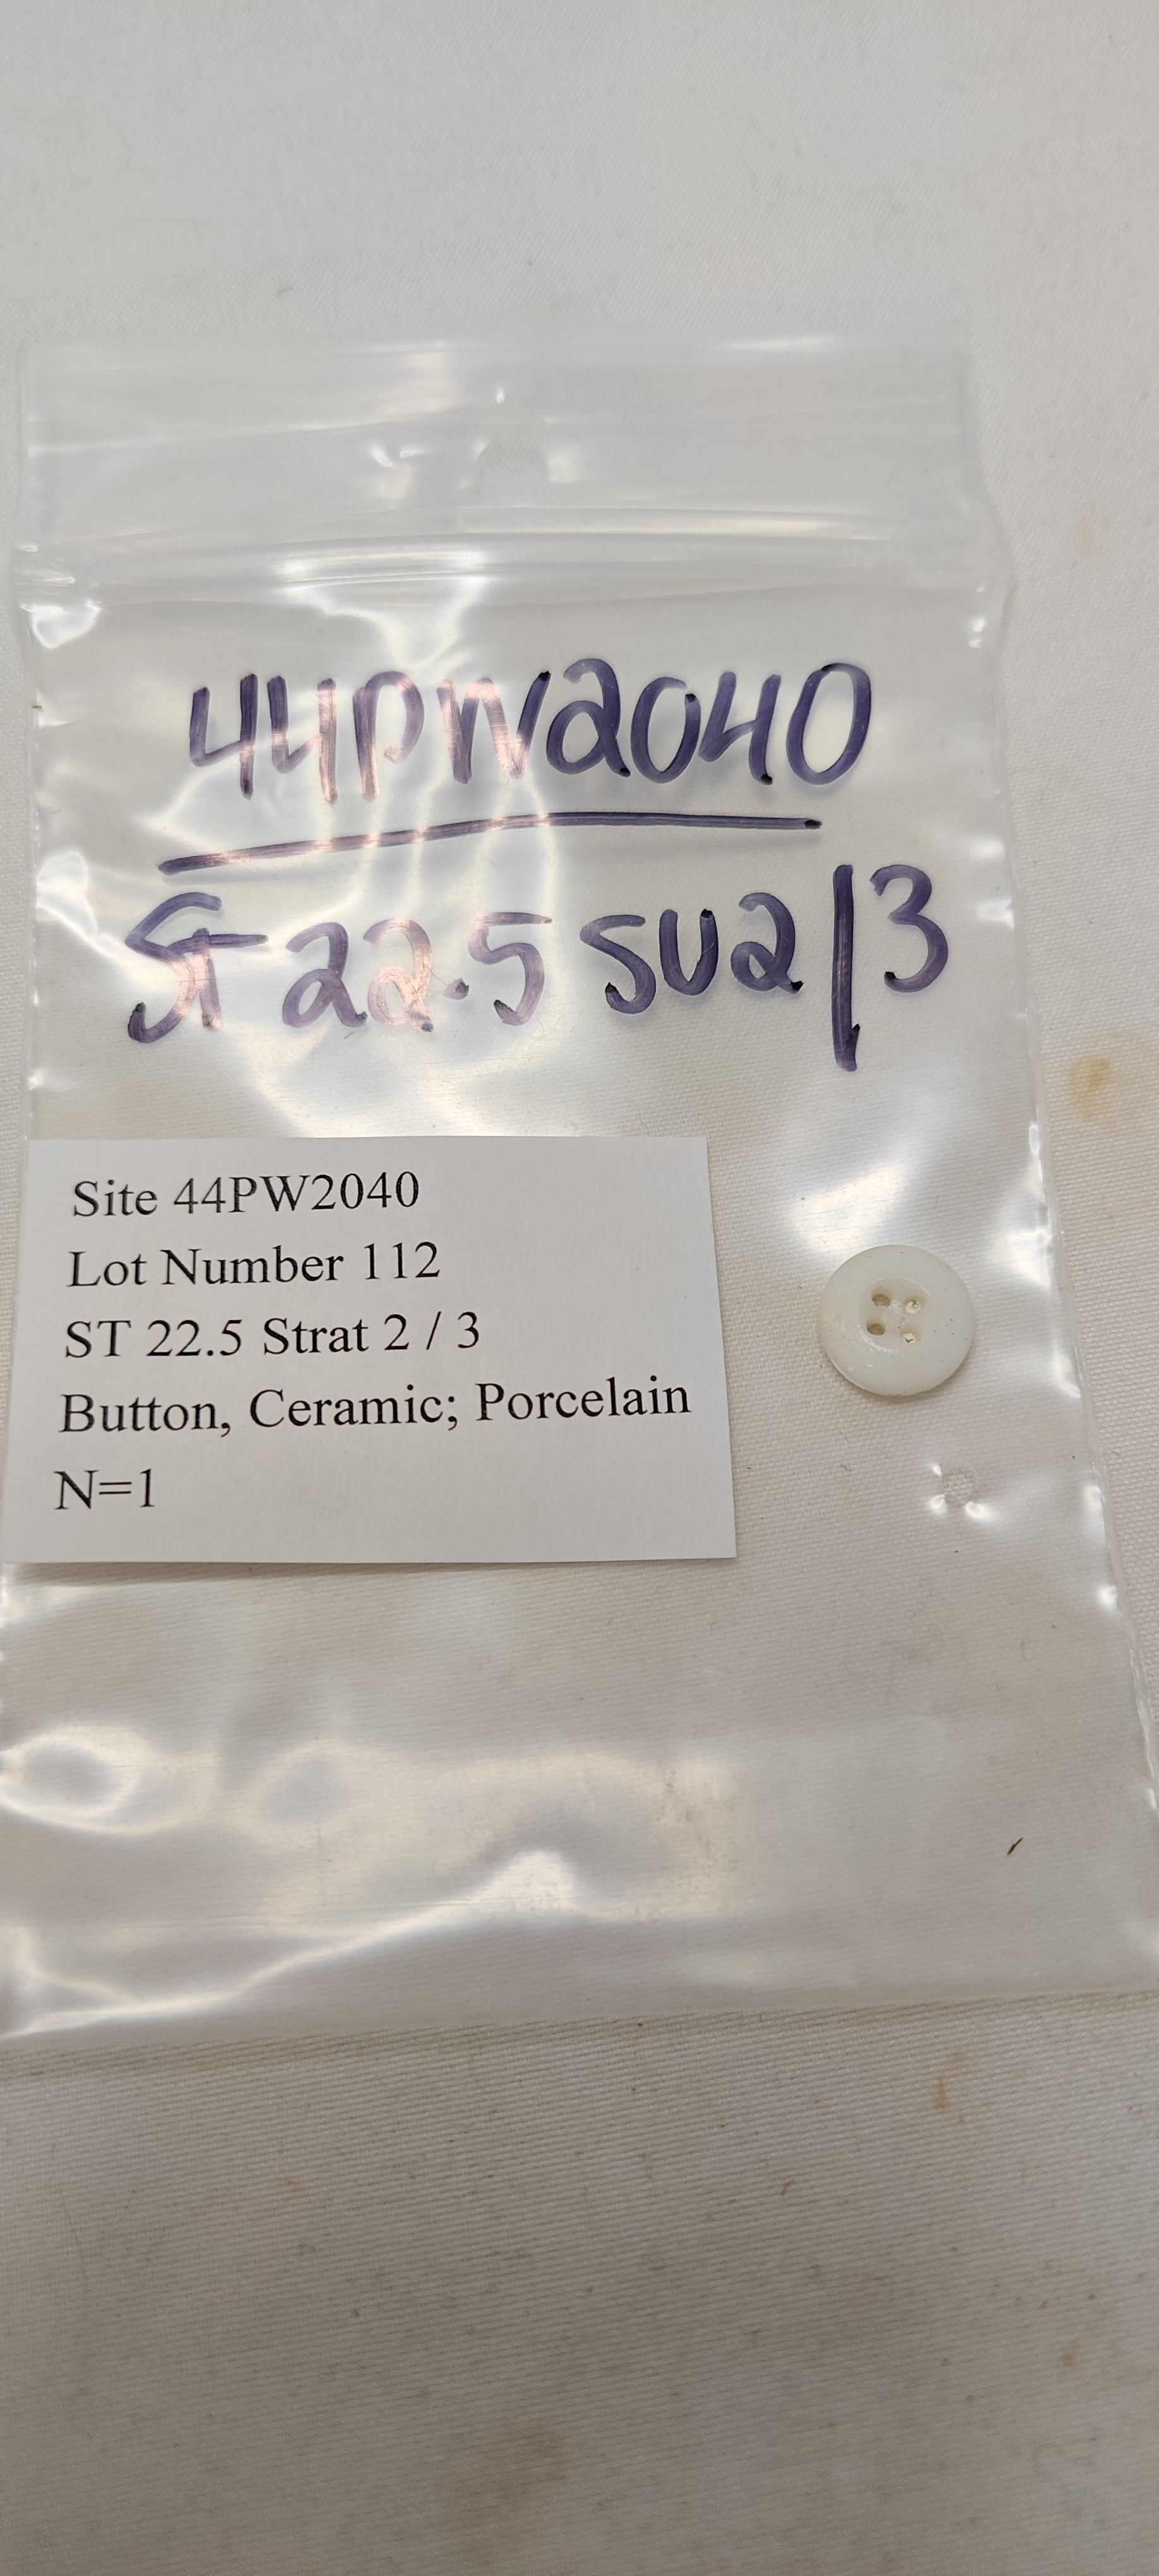 44PW2040
ST 22.5 SU2/3
Site 44PW2040
Lot Number 112
ST 22.5 Strat 2 / 3
Button, Ceramic; Porcelain
N=1